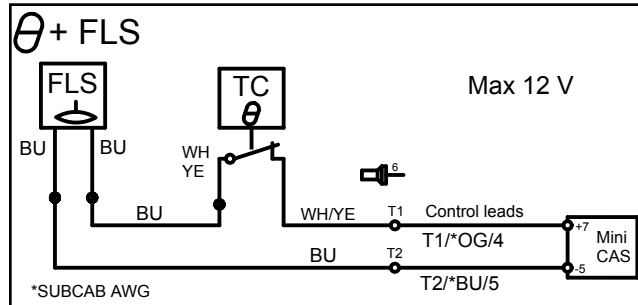 θ + FLS
FLS
TC
θ
Max 12 V
BU
BU
WH
YE
6
BU
WH/YE
T1
Control leads
+7
T1/*OG/4
Mini
CAS
BU
T2
-5
T2/*BU/5
*SUBCAB AWG